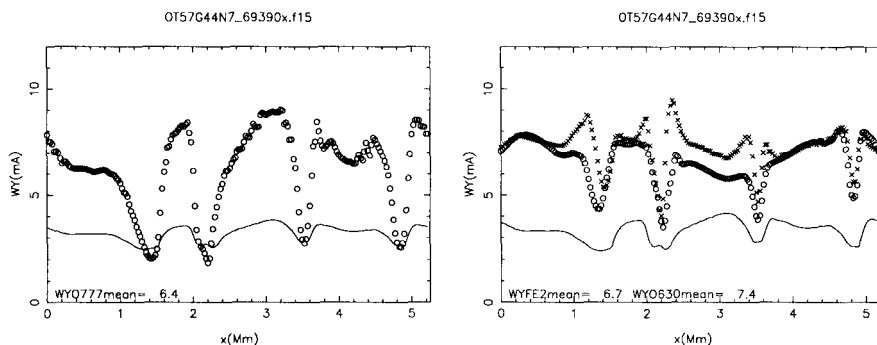 OT57G44N7_69390x.f15
OT57G44N7_69390x.f15
10
5
0
WY(mA)
WYO777mean= 6.4
0 1 2 3 4 5
x(Mm)
10
5
0
WY(mA)
WYFE2mean= 6.7 WYO630mean= 7.4
0 1 2 3 4 5
x(Mm)